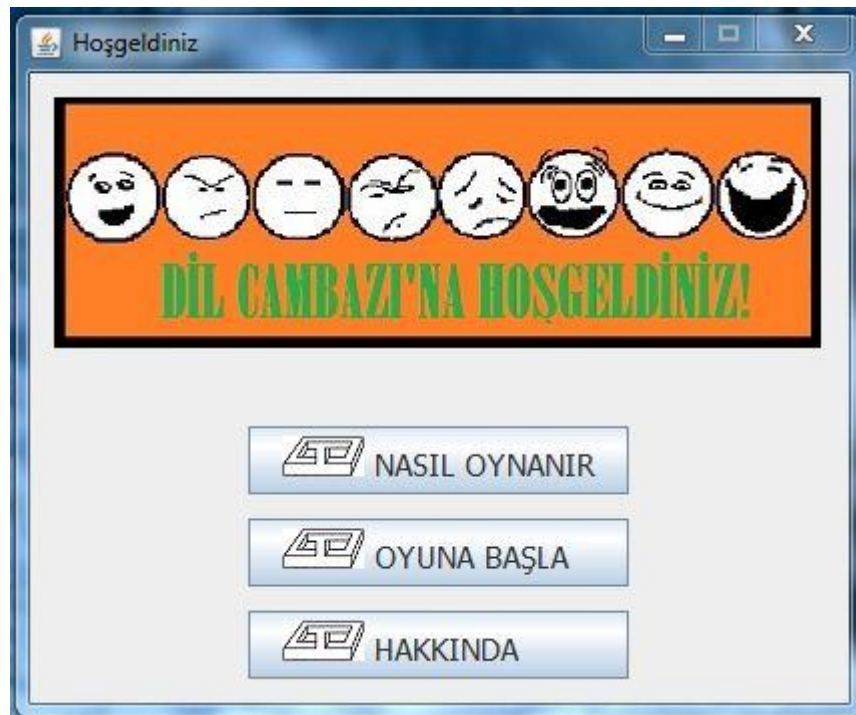 Hoşgeldiniz
DİL CAMBAZI'NA HOŞGELDİNİZ!
NASIL OYNANIR
OYUNA BAŞLA
HAKKINDA